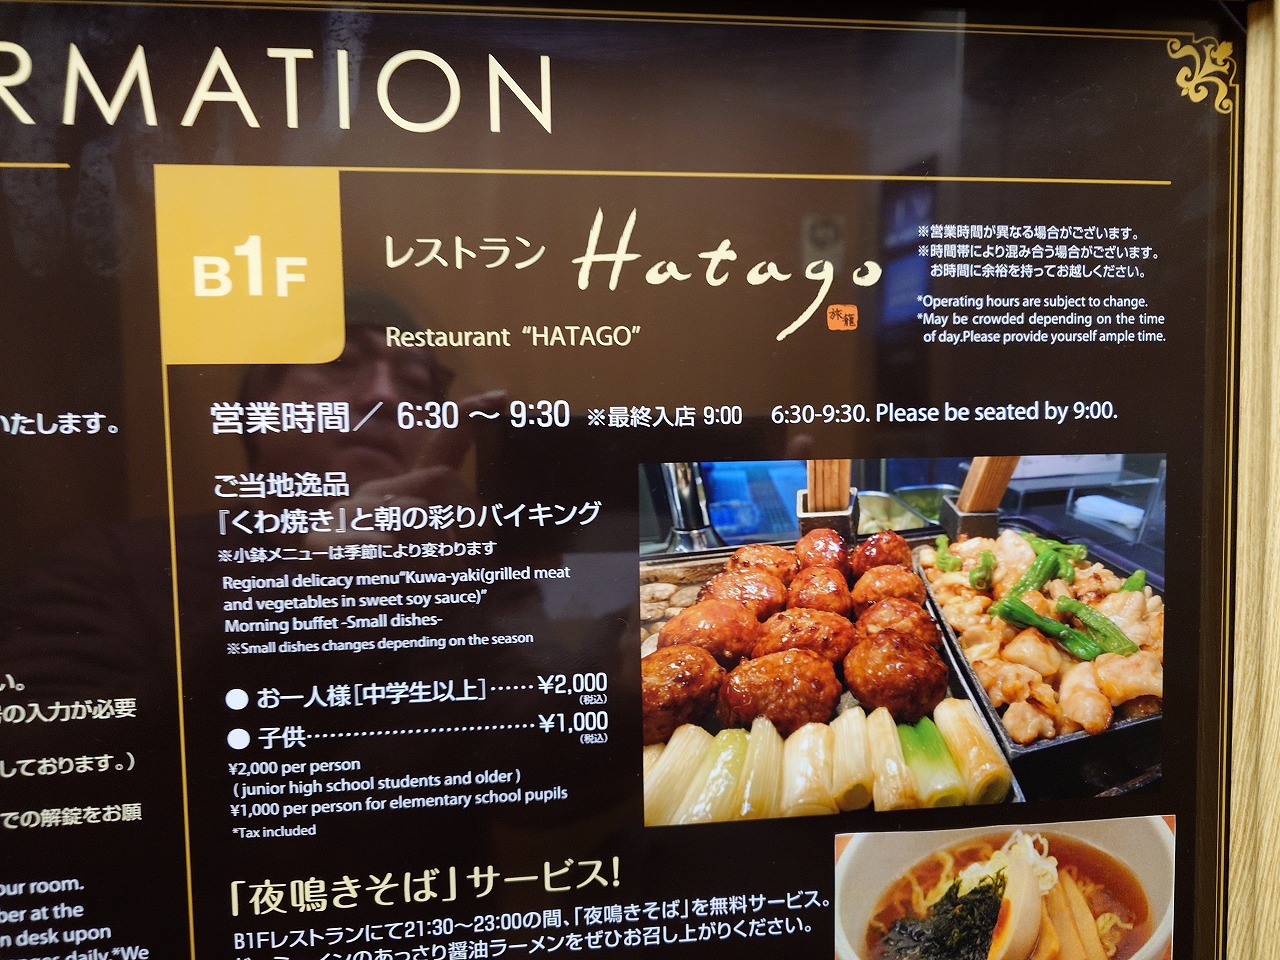 RMATION
B1F
レストラン Hatago
旅籠
Restaurant "HATAGO"
※営業時間が異なる場合がございます。
※時間帯により混み合う場合がございます。
お時間に余裕を持ってお越しください。
*Operating hours are subject to change.
*May be crowded depending on the time
of day.Please provide yourself ample time.
営業時間／ 6:30 ～ 9:30 ※最終入店 9:00 6:30-9:30. Please be seated by 9:00.
ご当地逸品
『くわ焼き』と朝の彩りバイキング
※小鉢メニューは季節により変わります
Regional delicacy menu"Kuwa-yaki(grilled meat
and vegetables in sweet soy sauce)"
Morning buffet -Small dishes-
※Small dishes changes depending on the season
● お一人様[中学生以上]……¥2,000
(税込)
● 子供………………………¥1,000
(税込)
¥2,000 per person
( junior high school students and older )
¥1,000 per person for elementary school pupils
*Tax included
「夜鳴きそば」サービス!
B1Fレストランにて21:30～23:00の間、「夜鳴きそば」を無料サービス。
ドーミーインのあっさり醤油ラーメンをぜひお召し上がりください。
いたします。
い。
の入力が必要
しております。)
での解錠をお願
our room.
ber at the
n desk upon
daily.*We